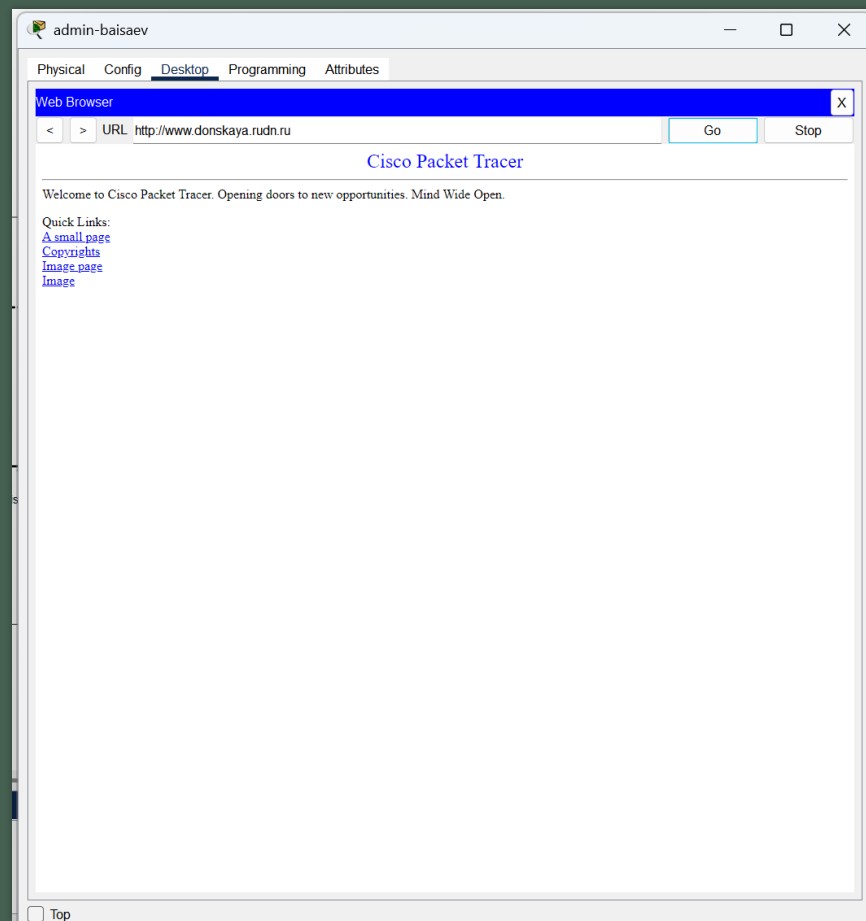 admin-baisaev
Physical Config Desktop Programming Attributes
Web Browser X
< > URL http://www.donskaya.rudn.ru Go Stop
Cisco Packet Tracer
Welcome to Cisco Packet Tracer. Opening doors to new opportunities. Mind Wide Open.
Quick Links:
A small page
Copyrights
Image page
Image
s
Top